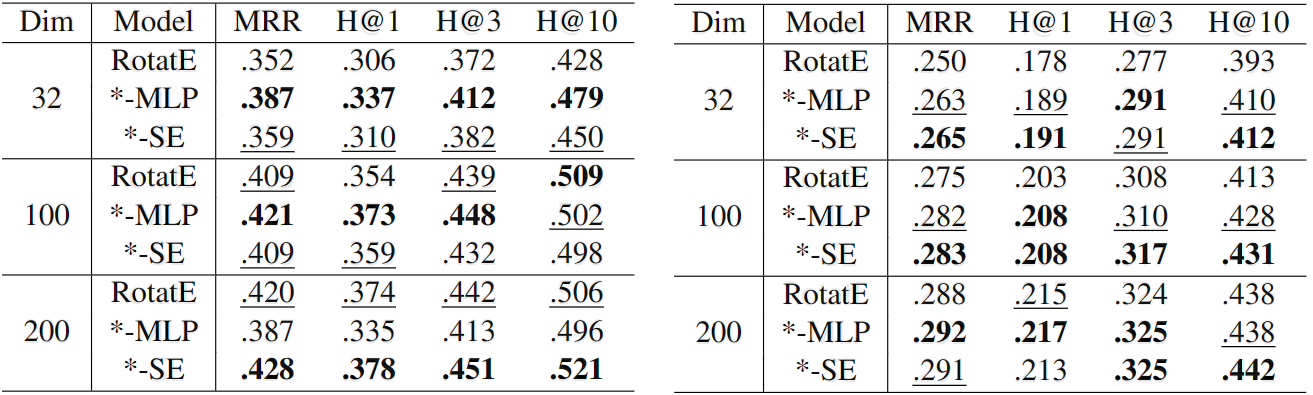 Dim Model MRR H@1 H@3 H@10
32 RotatE .352 .306 .372 .428
*-MLP .387 .337 .412 .479
*-SE .359 .310 .382 .450
100 RotatE .409 .354 .439 .509
*-MLP .421 .373 .448 .502
*-SE .409 .359 .432 .498
200 RotatE .420 .374 .442 .506
*-MLP .387 .335 .413 .496
*-SE .428 .378 .451 .521
Dim Model MRR H@1 H@3 H@10
32 RotatE .250 .178 .277 .393
*-MLP .263 .189 .291 .410
*-SE .265 .191 .291 .412
100 RotatE .275 .203 .308 .413
*-MLP .282 .208 .310 .428
*-SE .283 .208 .317 .431
200 RotatE .288 .215 .324 .438
*-MLP .292 .217 .325 .438
*-SE .291 .213 .325 .442